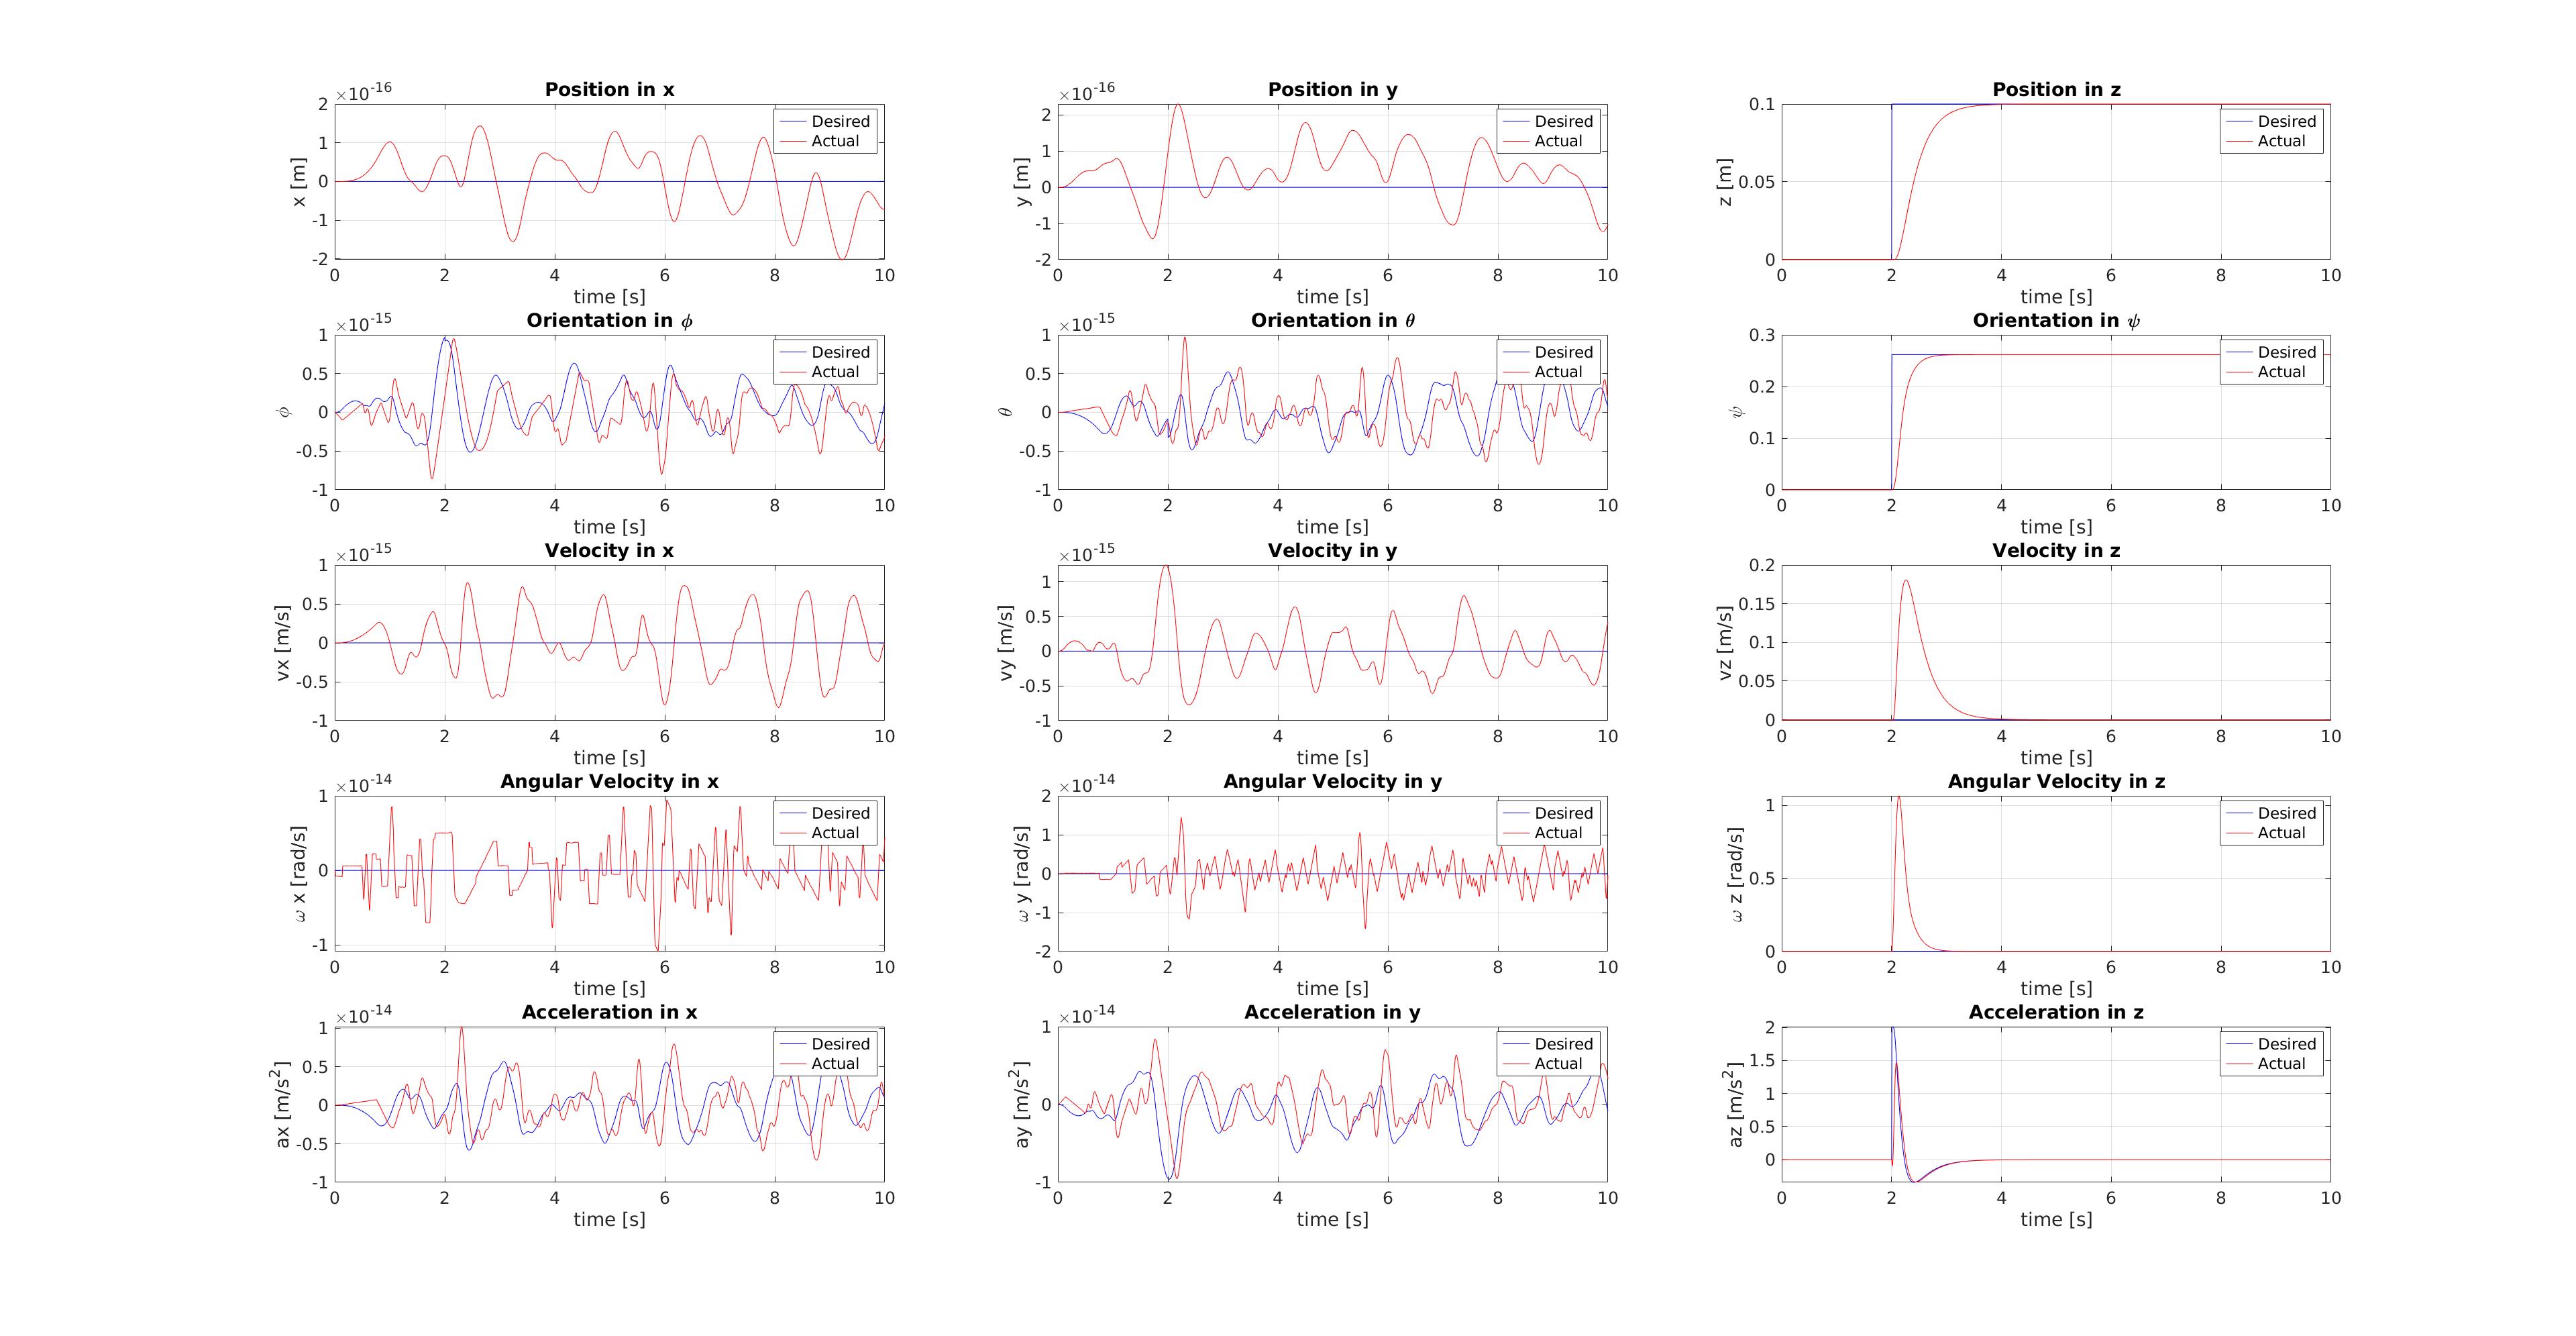 Position in x
×10-16
2
1
0
-1
-2
x [m]
Desired
Actual
0 2 4 6 8 10
time [s]
Position in y
×10-16
2
1
0
-1
-2
y [m]
Desired
Actual
0 2 4 6 8 10
time [s]
Position in z
0.1
0.05
0
z [m]
Desired
Actual
0 2 4 6 8 10
time [s]
Orientation in ϕ
×10-15
1
0.5
0
-0.5
-1
ϕ
Desired
Actual
0 2 4 6 8 10
time [s]
Orientation in θ
×10-15
1
0.5
0
-0.5
-1
θ
Desired
Actual
0 2 4 6 8 10
time [s]
Orientation in ψ
0.3
0.2
0.1
0
ψ
Desired
Actual
0 2 4 6 8 10
time [s]
Velocity in x
×10-15
1
0.5
0
-0.5
-1
vx [m/s]
0 2 4 6 8 10
time [s]
Velocity in y
×10-15
1
0.5
0
-0.5
-1
vy [m/s]
0 2 4 6 8 10
time [s]
Velocity in z
0.2
0.15
0.1
0.05
0
vz [m/s]
0 2 4 6 8 10
time [s]
Angular Velocity in x
×10-14
1
0
-1
ω x [rad/s]
Desired
Actual
0 2 4 6 8 10
time [s]
Angular Velocity in y
×10-14
2
1
0
-1
-2
ω y [rad/s]
Desired
Actual
0 2 4 6 8 10
time [s]
Angular Velocity in z
1
0.5
0
ω z [rad/s]
Desired
Actual
0 2 4 6 8 10
time [s]
Acceleration in x
×10-14
1
0.5
0
-0.5
-1
ax [m/s2]
Desired
Actual
0 2 4 6 8 10
time [s]
Acceleration in y
×10-14
1
0
-1
ay [m/s2]
Desired
Actual
0 2 4 6 8 10
time [s]
Acceleration in z
2
1.5
1
0.5
0
az [m/s2]
Desired
Actual
0 2 4 6 8 10
time [s]